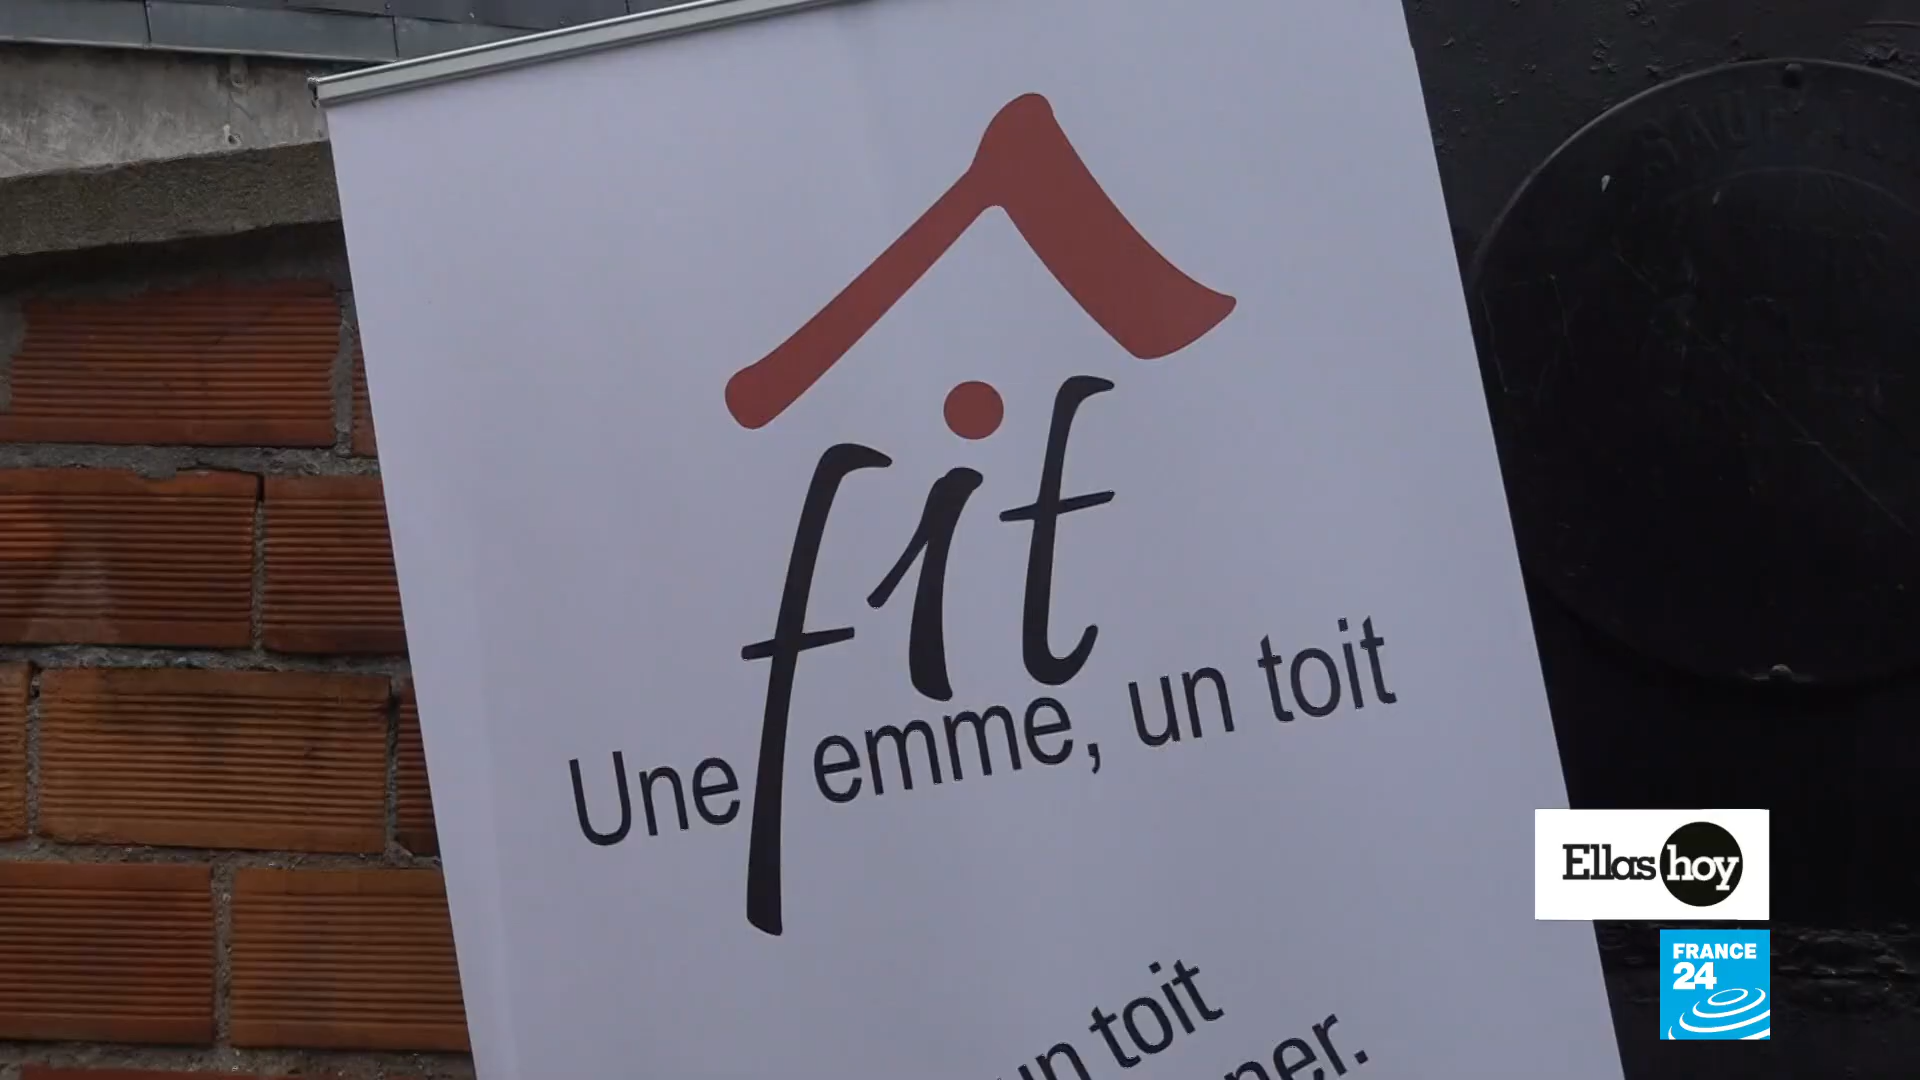 fit
Une femme, un toit
un toit
Ellas hoy
FRANCE
24